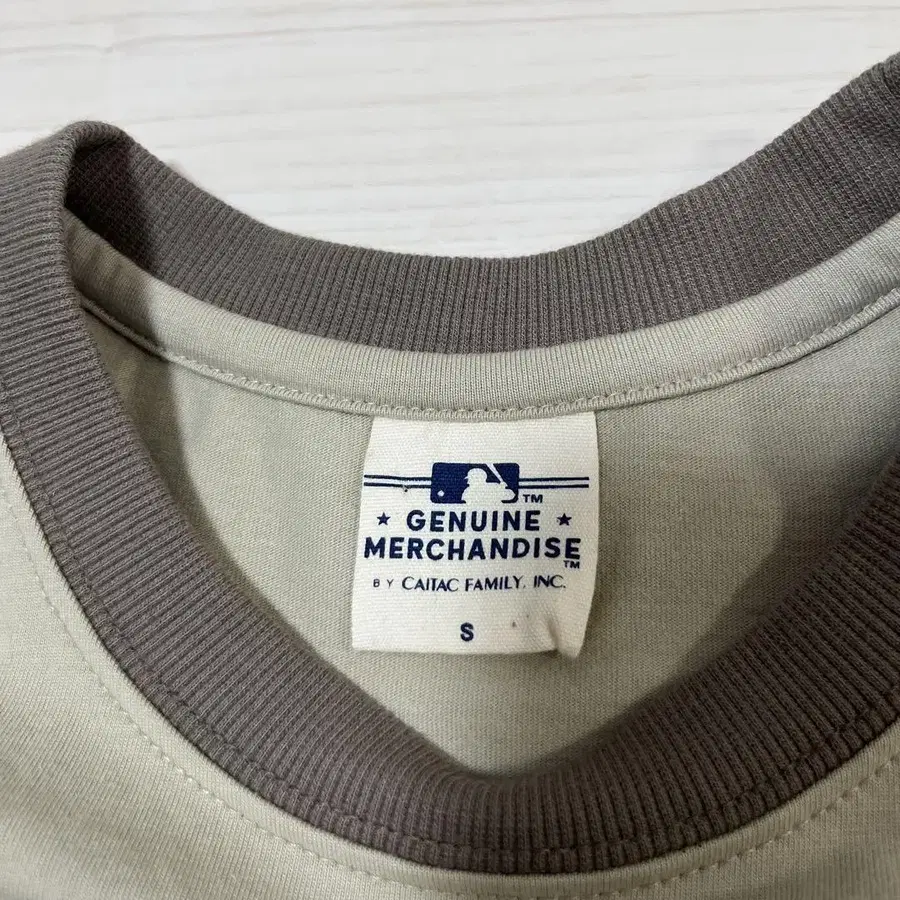 TM
★ GENUINE ★
MERCHANDISE TM
BY CAITAC FAMILY, INC.
S